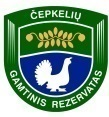 ČEPKELIŲ
GAMTINIS REZERVATAS